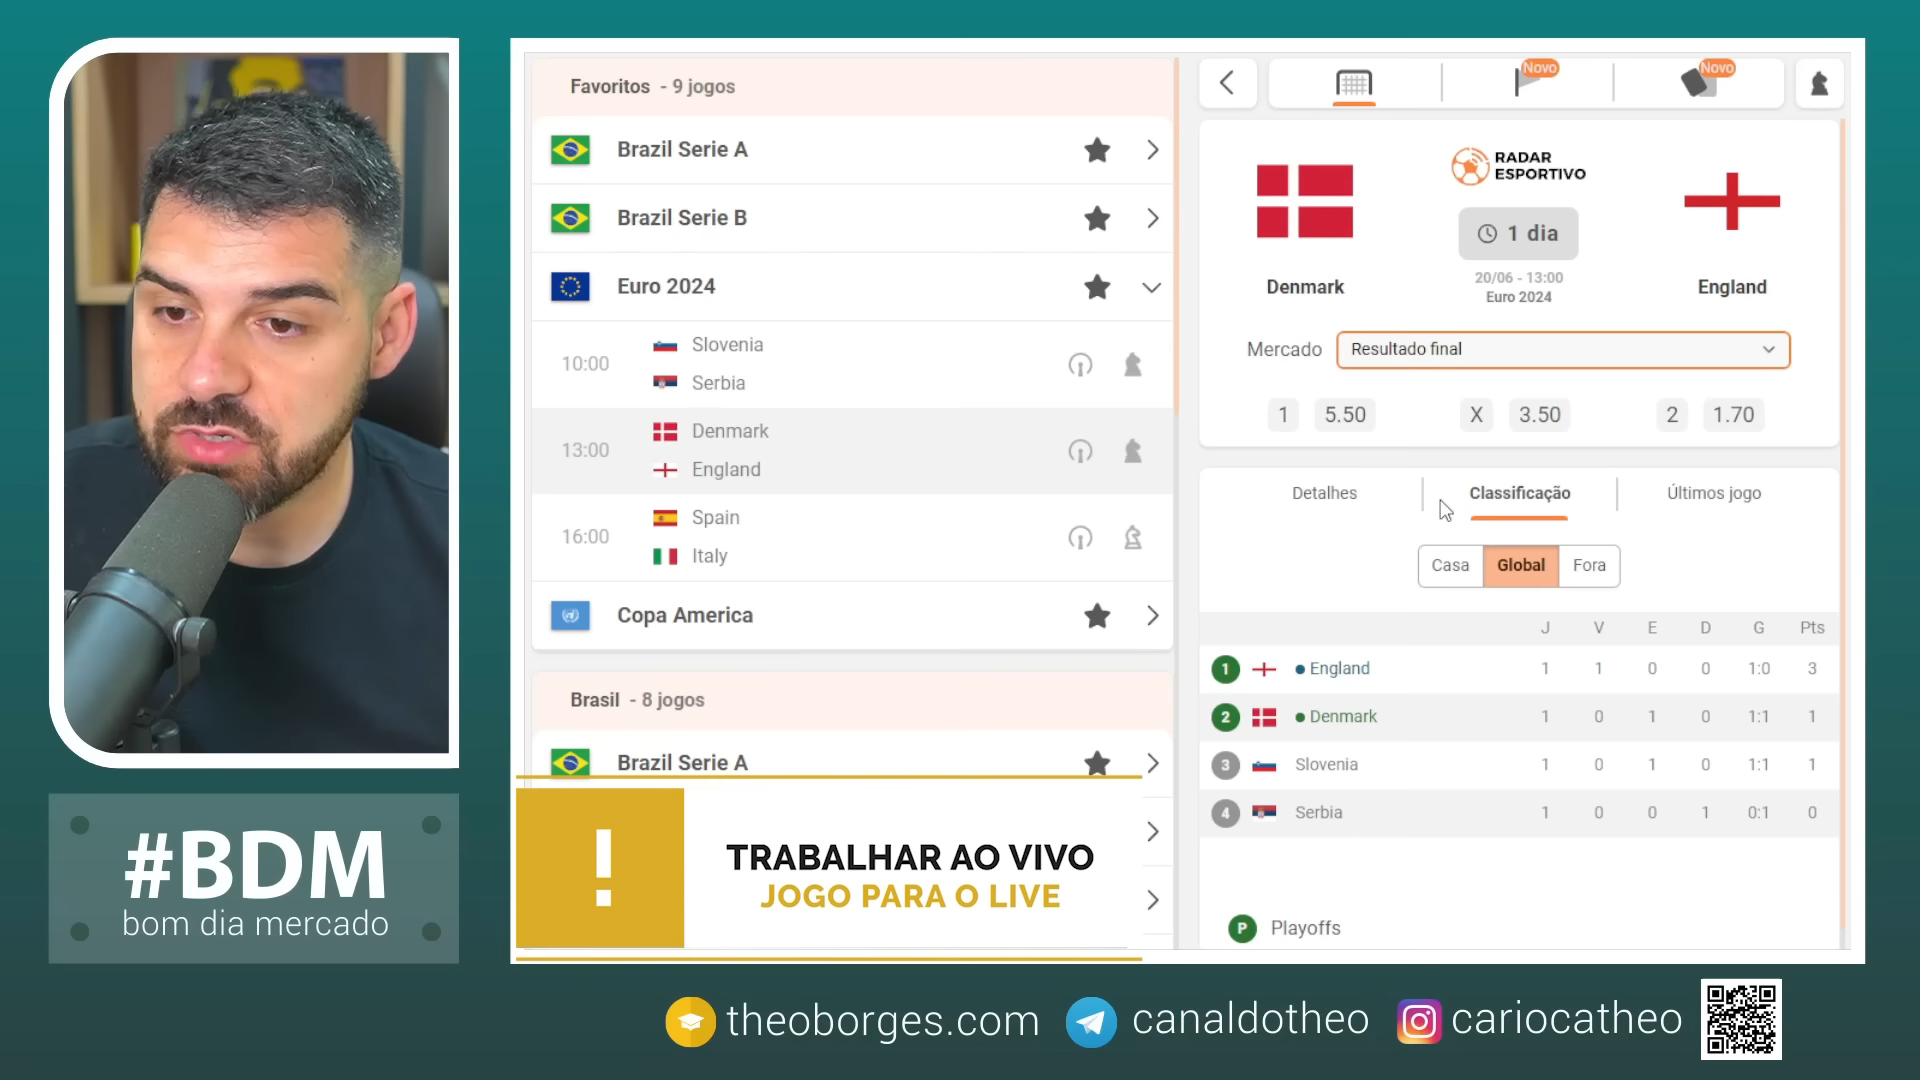 Favoritos - 9 jogos
Brazil Serie A
Brazil Serie B
Euro 2024
10:00
Slovenia
Serbia
13:00
Denmark
England
16:00
Spain
Italy
Copa America
Brasil - 8 jogos
Brazil Serie A
!
TRABALHAR AO VIVO
JOGO PARA O LIVE
Novo
Novo
RADAR
ESPORTIVO
1 dia
20/06 - 13:00
Euro 2024
Denmark
England
Mercado
Resultado final
1 5.50 X 3.50 2 1.70
Detalhes
Classificação
Últimos jogo
Casa Global Fora
J V E D G Pts
1 England 1 1 0 0 1:0 3
2 Denmark 1 0 1 0 1:1 1
3 Slovenia 1 0 1 0 1:1 1
4 Serbia 1 0 0 1 0:1 0
P Playoffs
#BDM
bom dia mercado
theoborges.com
canaldotheo
cariocatheo